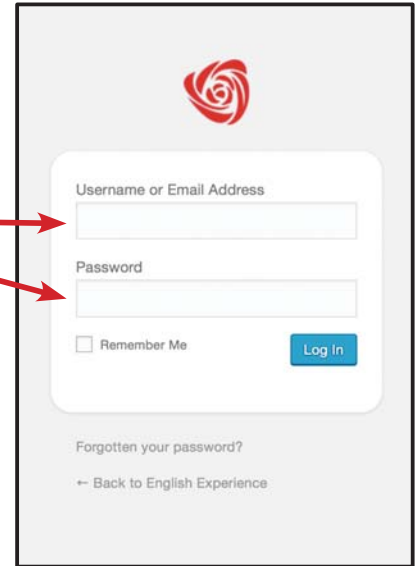 Username or Email Address
Password
Remember Me
Log In
Forgotten your password?
← Back to English Experience